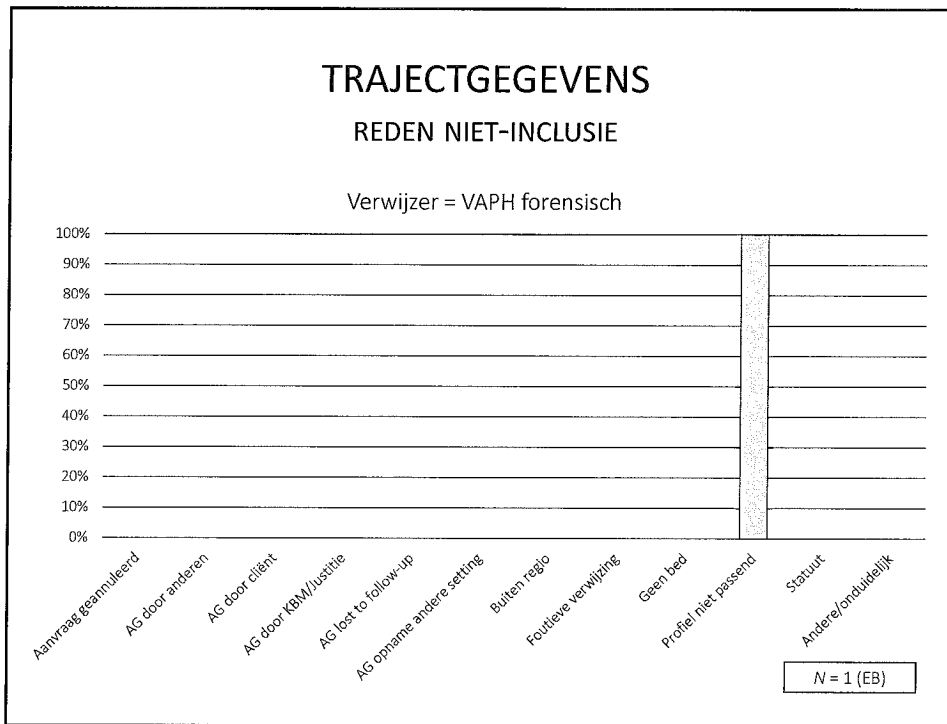 TRAJECTGEGEVENS
REDEN NIET-INCLUSIE
Verwijzer = VAPH forensisch
100%
90%
80%
70%
60%
50%
40%
30%
20%
10%
0%
Aanvraag geannuleerd
AG door anderen
AG door cliënt
AG door KBM/Justitie
AG lost to follow-up
AG opname andere setting
Buiten regio
Foutieve verwijzing
Geen bed
Profiel niet passend
Statuut
Andere/onduidelijk
N = 1 (EB)